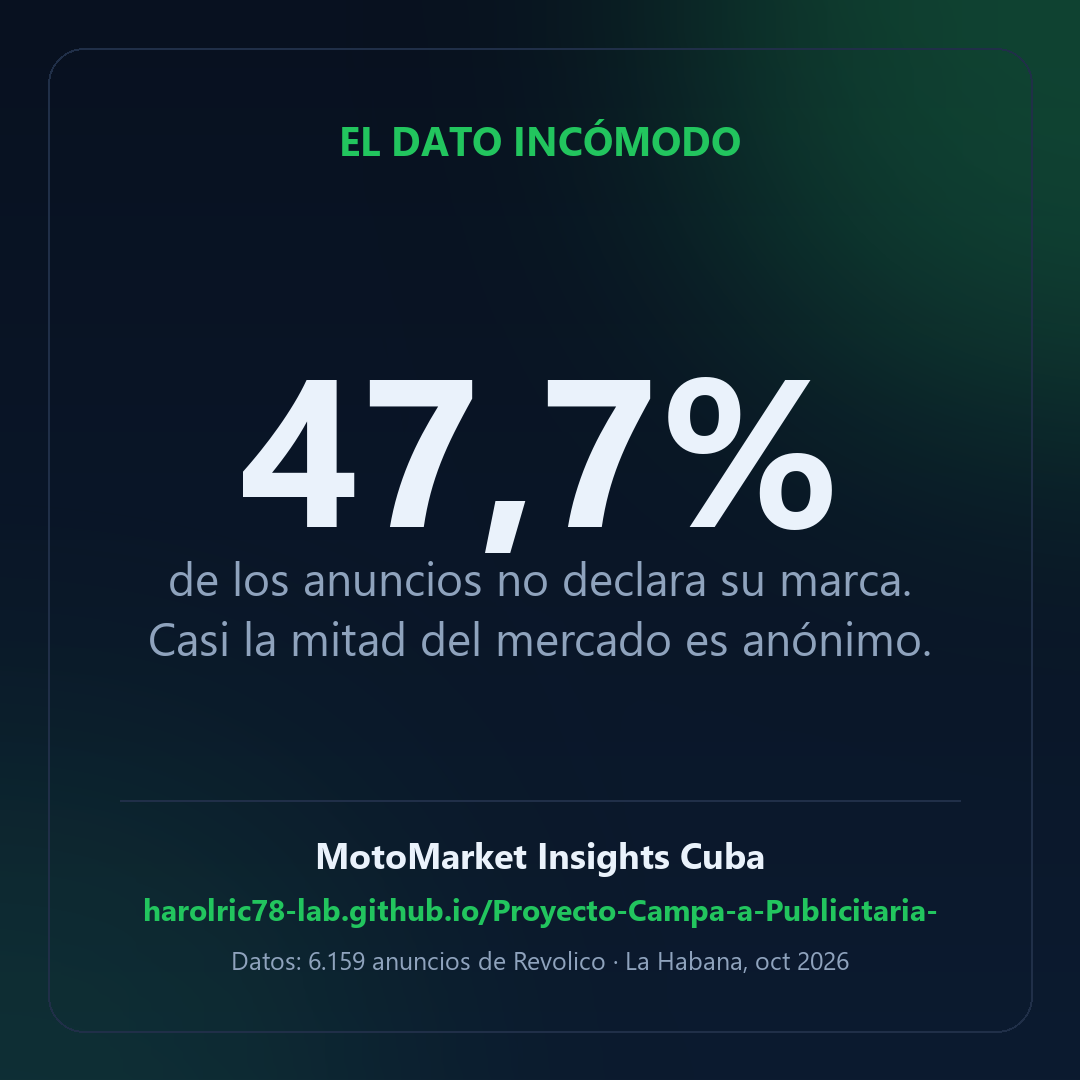 EL DATO INCÓMODO
47,7%
de los anuncios no declara su marca.
Casi la mitad del mercado es anónimo.
MotoMarket Insights Cuba
harolric78-lab.github.io/Proyecto-Campa-a-Publicitaria-
Datos: 6.159 anuncios de Revolico · La Habana, oct 2026